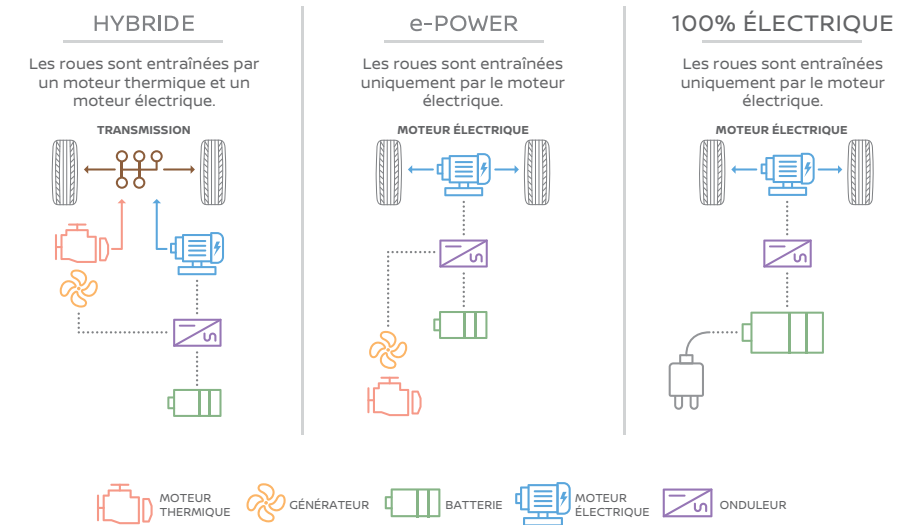 HYBRIDE
Les roues sont entraînées par
un moteur thermique et un
moteur électrique.
TRANSMISSION
e-POWER
Les roues sont entraînées
uniquement par le moteur
électrique.
MOTEUR ÉLECTRIQUE
100% ÉLECTRIQUE
Les roues sont entraînées
uniquement par le moteur
électrique.
MOTEUR ÉLECTRIQUE
MOTEUR
THERMIQUE
GÉNÉRATEUR
BATTERIE
MOTEUR
ÉLECTRIQUE
ONDULEUR